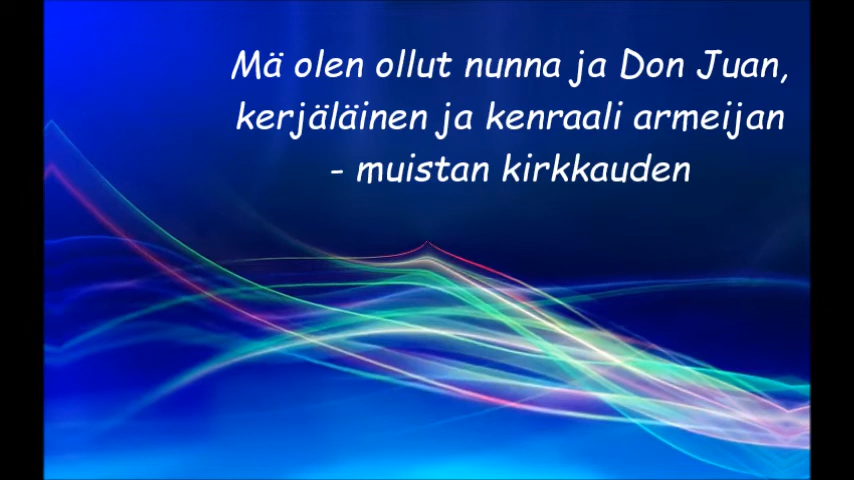 Mä olen ollut nunna ja Don Juan,
kerjäläinen ja kenraali armeijan
- muistan kirkkauden